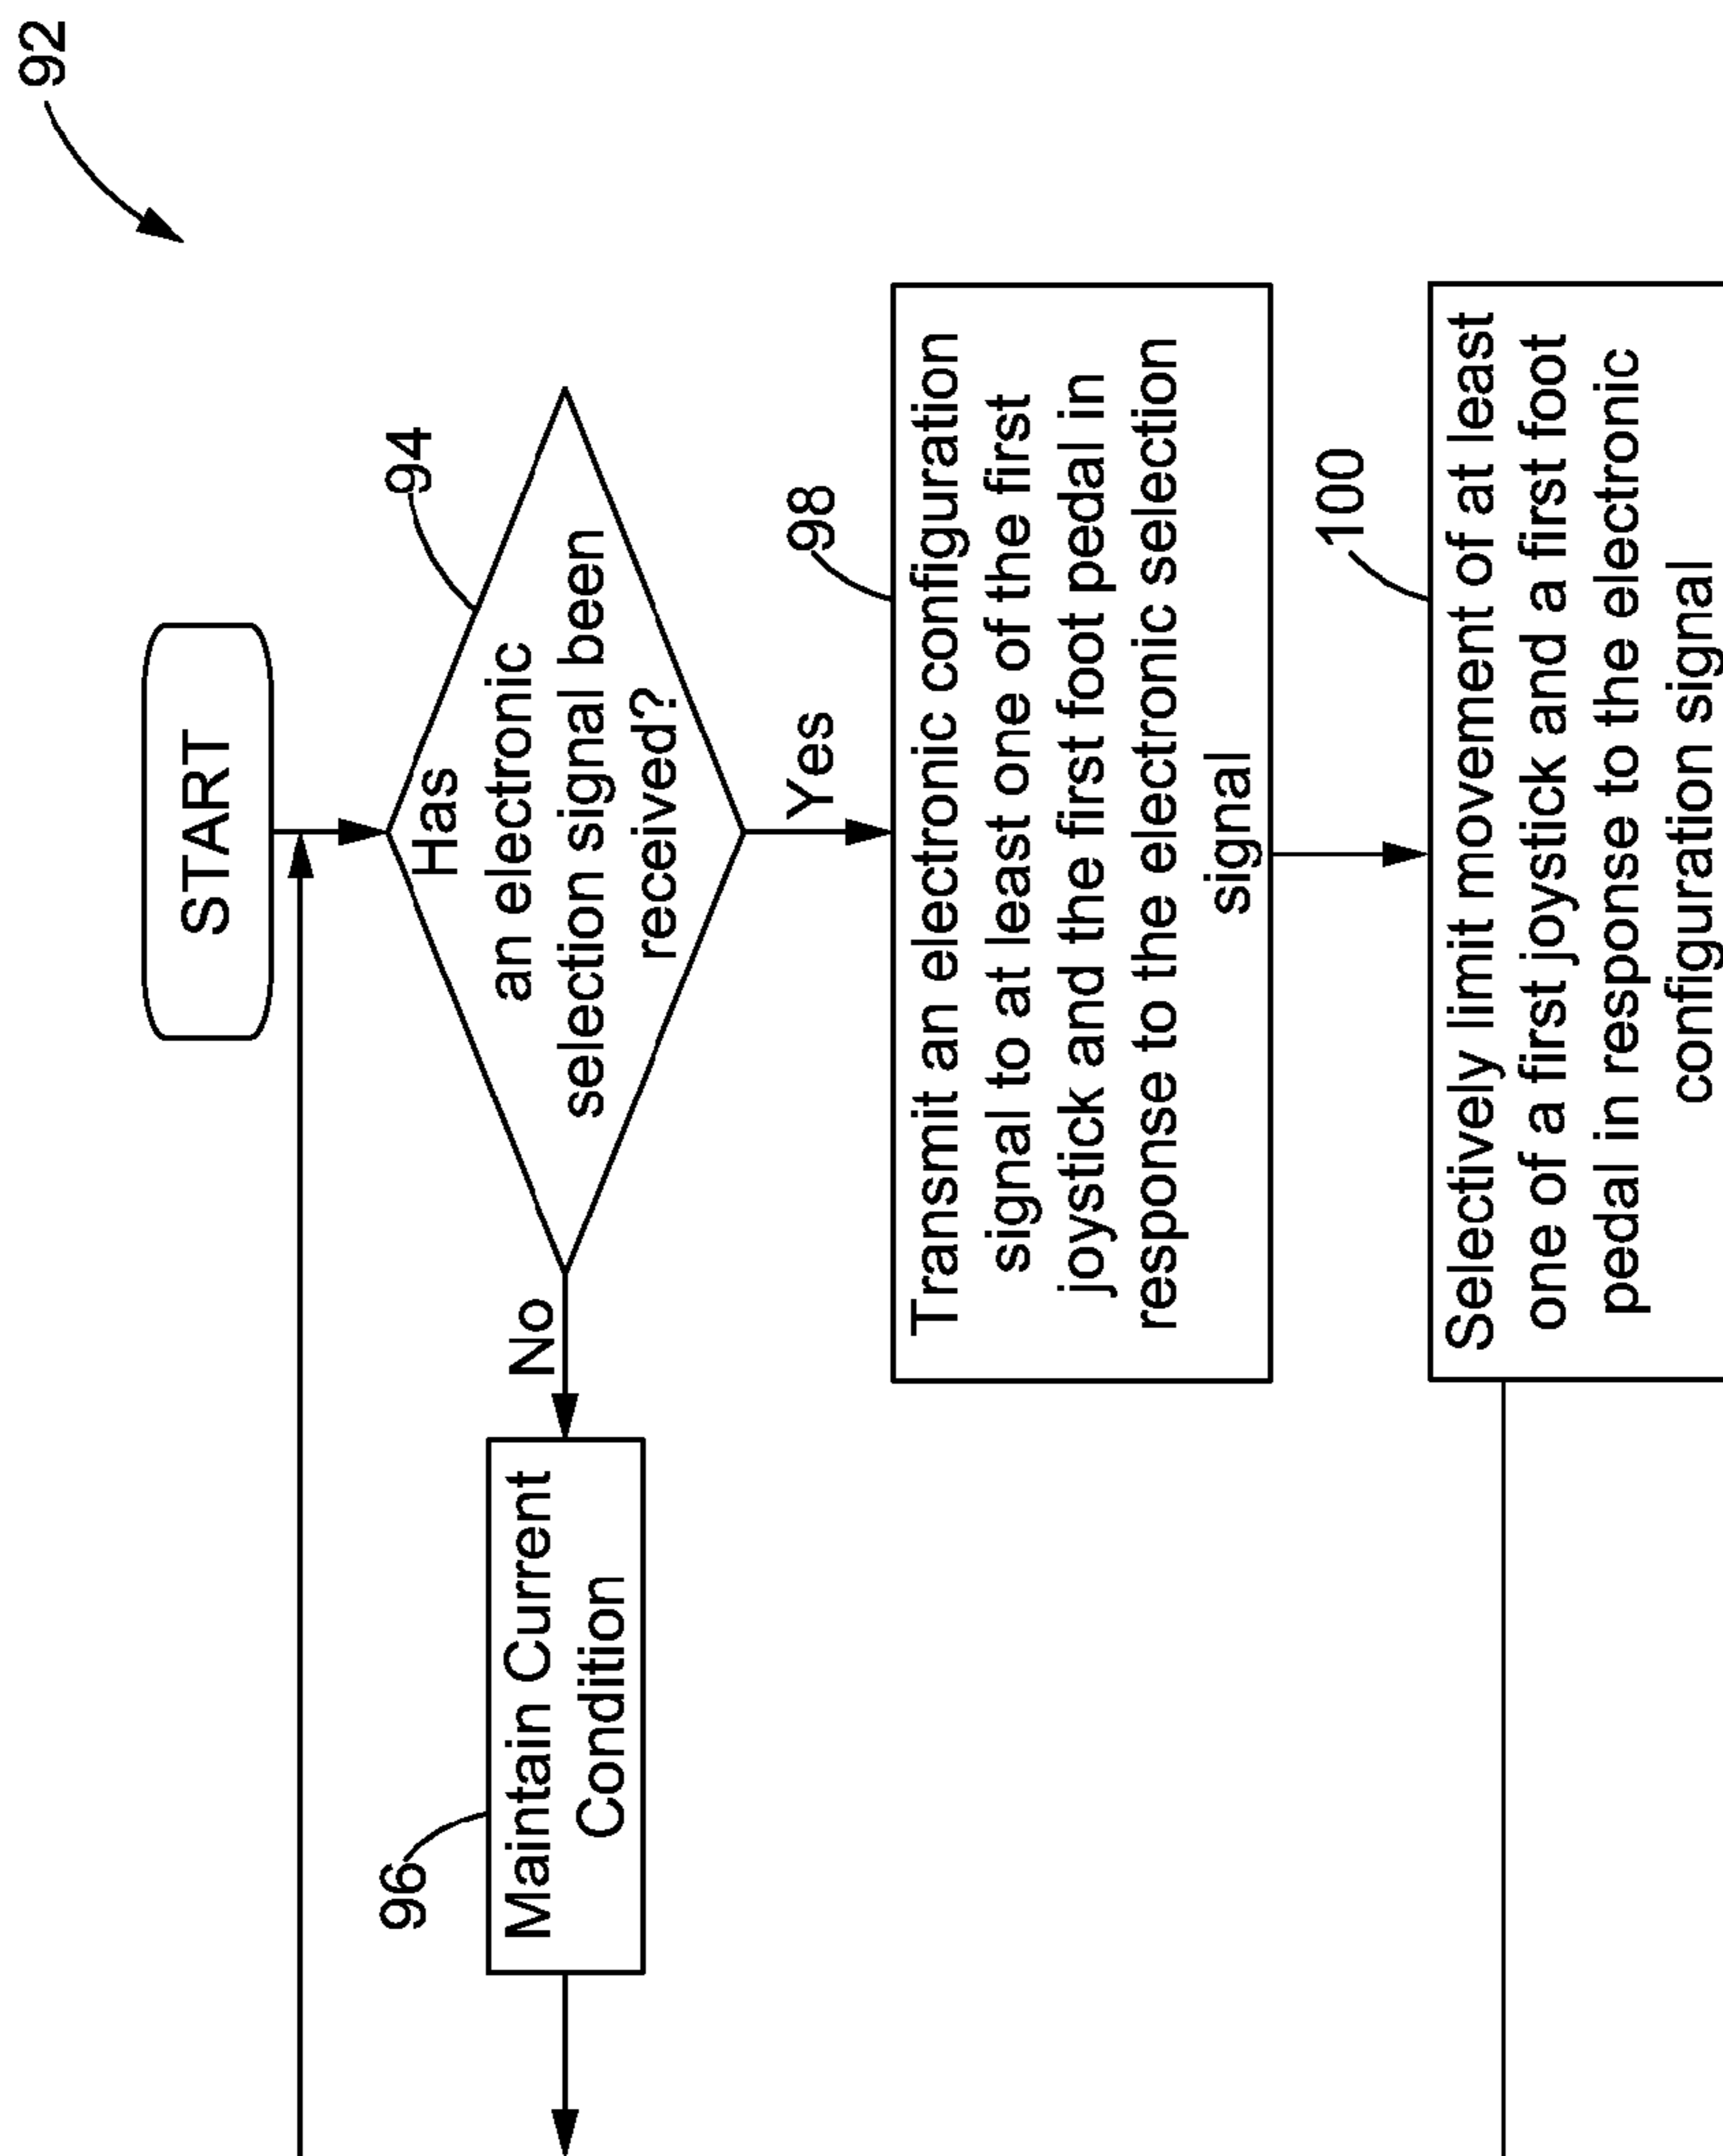 92
START
94
Has
an electronic
selection signal been
received?
No
96
Maintain Current
Condition
Yes
98
Transmit an electronic configuration
signal to at least one of the first
joystick and the first foot pedal in
response to the electronic selection
signal
100
Selectively limit movement of at least
one of a first joystick and a first foot
pedal in response to the electronic
configuration signal